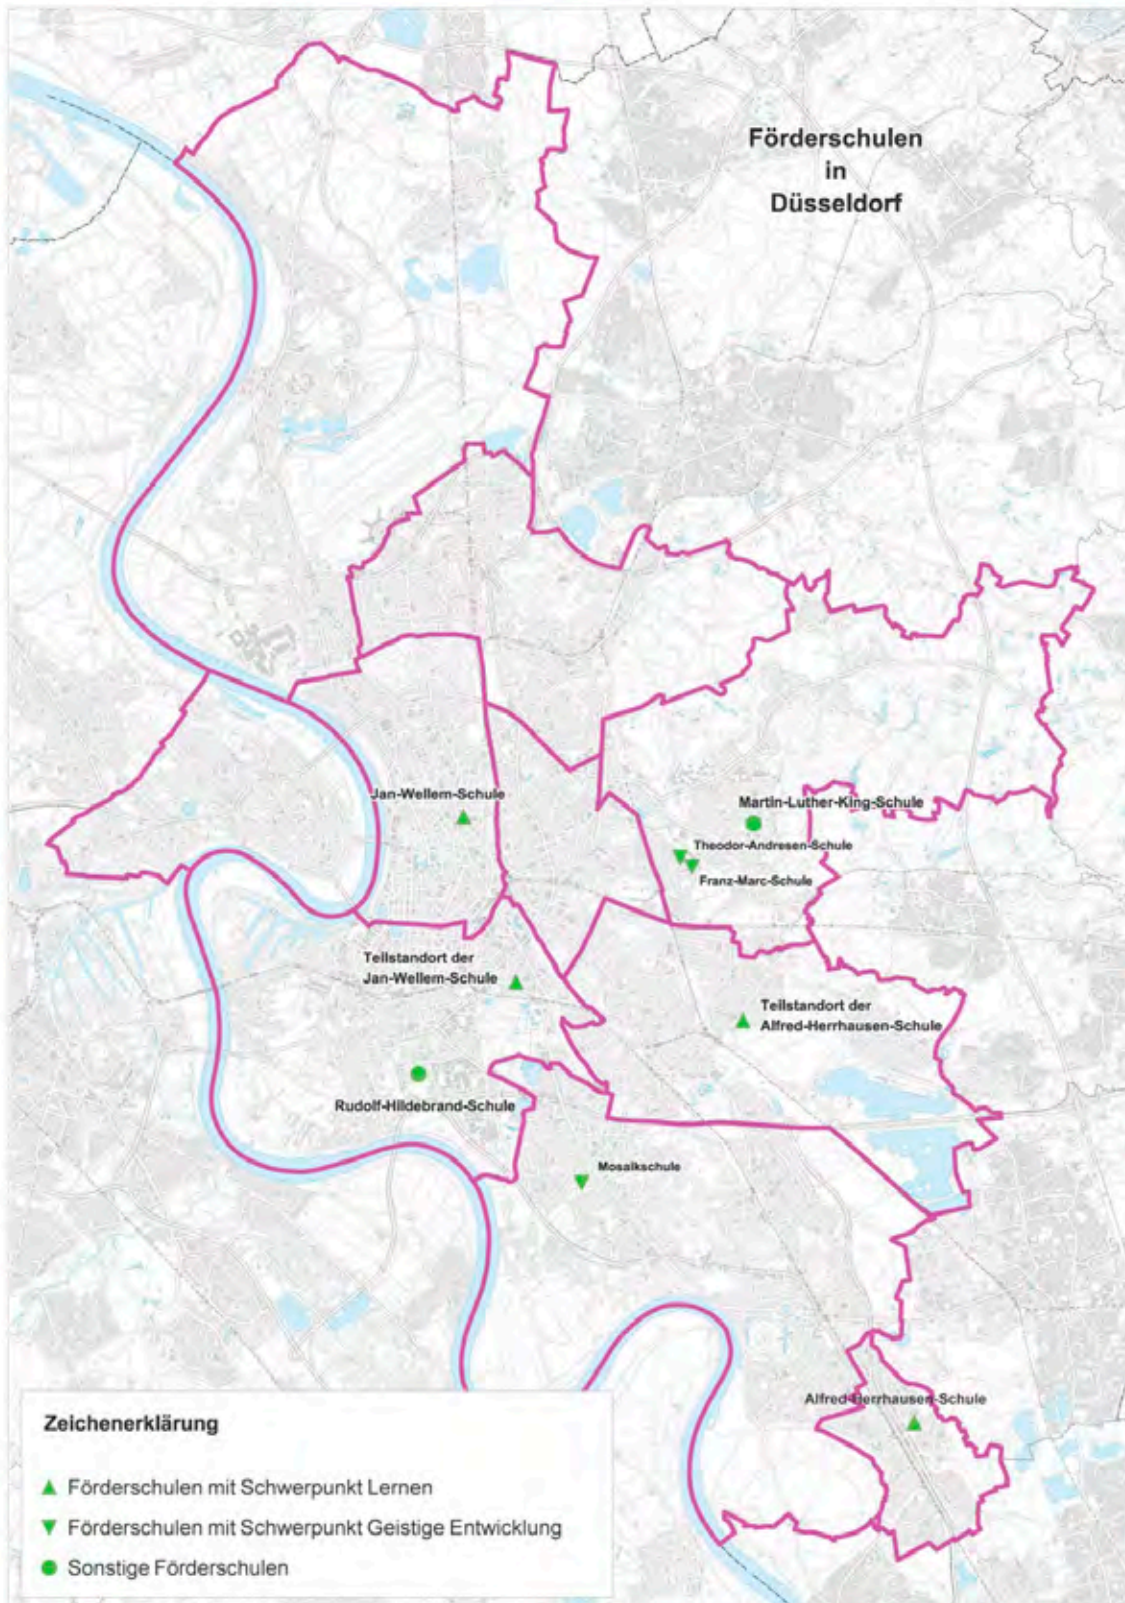 Förderschulen
in
Düsseldorf
Jan-Wellem-Schule
Martin-Luther-King-Schule
Theodor-Andresen-Schule
Franz-Marc-Schule
Teilstandort der
Jan-Wellem-Schule
Teilstandort der
Alfred-Herrhausen-Schule
Rudolf-Hildebrand-Schule
Mosaikschule
Alfred-Herrhausen-Schule
Zeichenerklärung
Förderschulen mit Schwerpunkt Lernen
Förderschulen mit Schwerpunkt Geistige Entwicklung
Sonstige Förderschulen